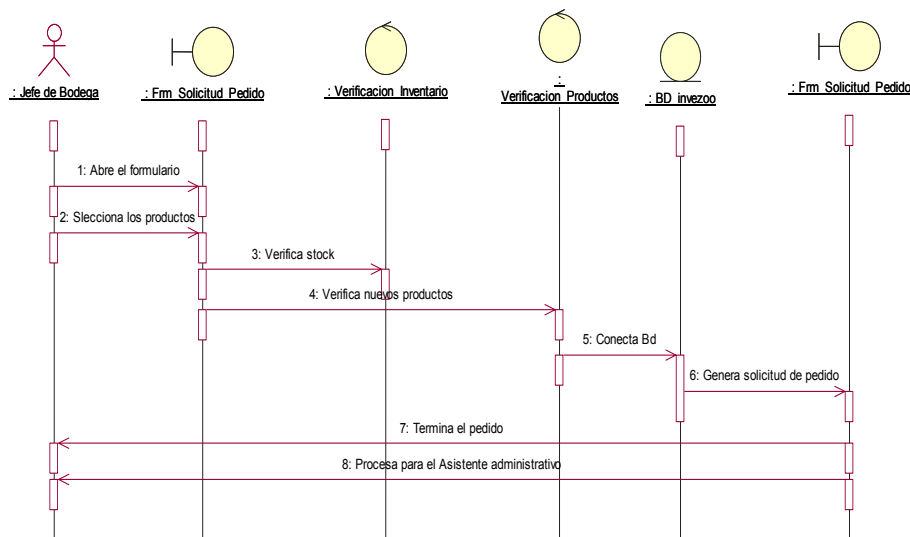 : Jefe de Bodega
: Frm_Solicitud_Pedido
: Verificacion_Inventario
:
Verificacion_Productos
: BD_invezoo
: Frm_Solicitud_Pedido
1: Abre el formulario
2: Slecciona los productos
3: Verifica stock
4: Verifica nuevos productos
5: Conecta Bd
6: Genera solicitud de pedido
7: Termina el pedido
8: Procesa para el Asistente administrativo